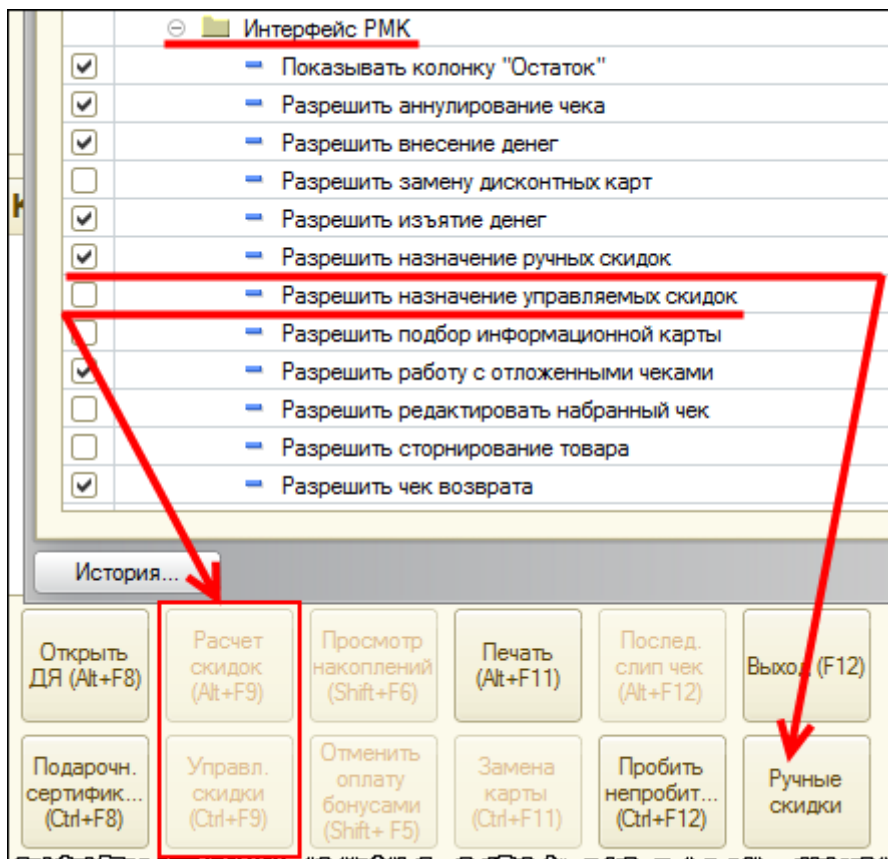 Интерфейс РМК
Показывать колонку "Остаток"
Разрешить аннулирование чека
Разрешить внесение денег
Разрешить замену дисконтных карт
Разрешить изъятие денег
Разрешить назначение ручных скидок
Разрешить назначение управляемых скидок
Разрешить подбор информационной карты
Разрешить работу с отложенными чеками
Разрешить редактировать набранный чек
Разрешить сторнирование товара
Разрешить чек возврата
История...
Открыть
ДЯ (Alt+F8)
Расчет
скидок
(Alt+F9)
Просмотр
накоплений
(Shift+F6)
Печать
(Alt+F11)
Послед.
слип чек
(Alt+F12)
Выход (F12)
Подарочн.
сертифик...
(Ctrl+F8)
Управл.
скидки
(Ctrl+F9)
Отменить
оплату
бонусами
(Shift+ F5)
Замена
карты
(Ctrl+F11)
Пробить
непробит...
(Ctrl+F12)
Ручные
скидки